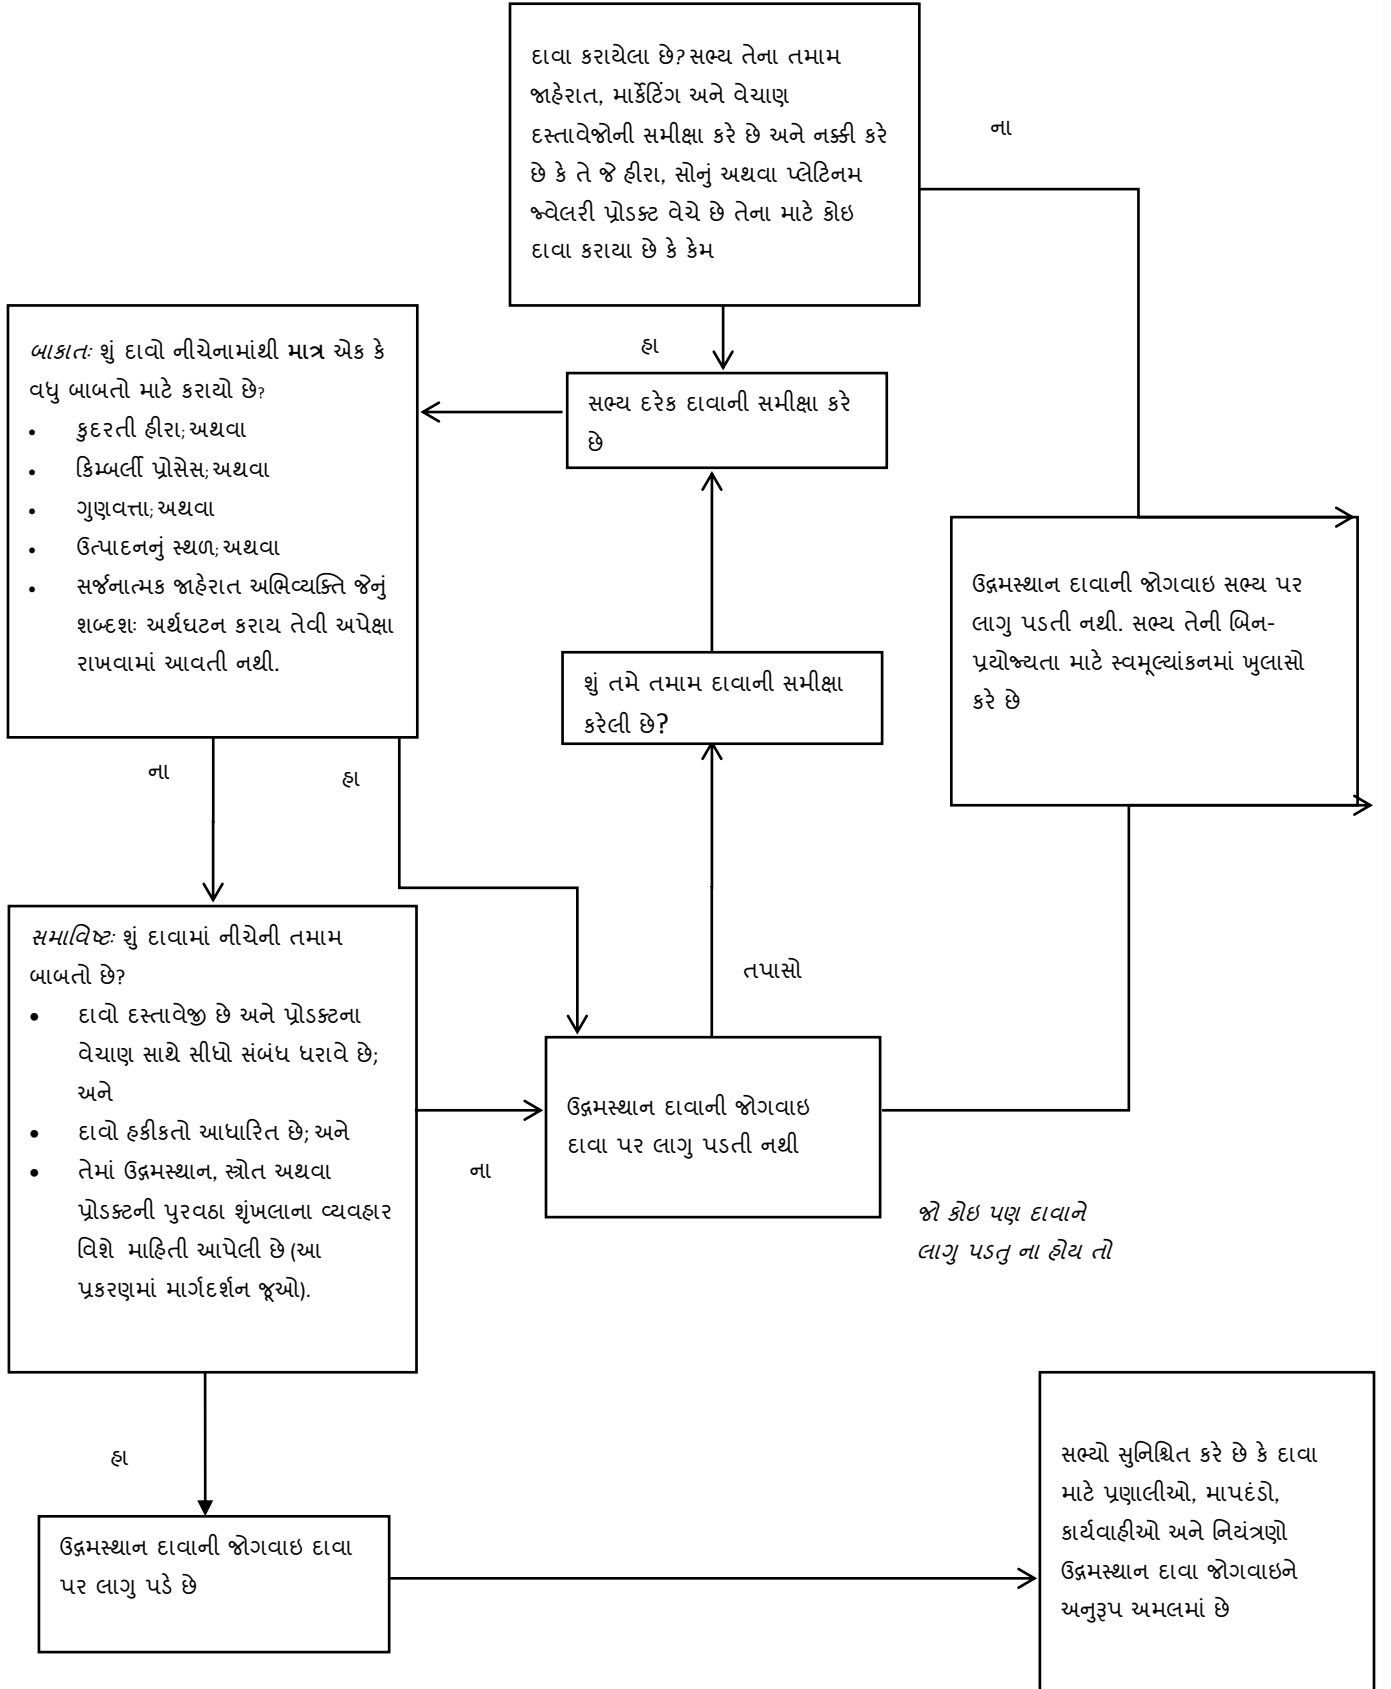 દાવા કરાયેલા છે? સભ્ય તેના તમામ
જાહેરાત, માર્કેટિંગ અને વેચાણ
દસ્તાવેજોની સમીક્ષા કરે છે અને નક્કી કરે
છે કે તે જે હીરા, સોનું અથવા પ્લેટિનમ
જ્વેલરી પ્રોડક્ટ વેચે છે તેના માટે કોઇ
દાવા કરાયા છે કે કેમ
ના
હા
સભ્ય દરેક દાવાની સમીક્ષા કરે
છે
બાકાતઃ શું દાવો નીચેનામાંથી માત્ર એક કે
વધુ બાબતો માટે કરાયો છે?
• કુદરતી હીરા; અથવા
• કિમ્બર્લી પ્રોસેસ; અથવા
• ગુણવત્તા; અથવા
• ઉત્પાદનનું સ્થળ; અથવા
• સર્જનાત્મક જાહેરાત અભિવ્યક્તિ જેનું
શબ્દશઃ અર્થઘટન કરાય તેવી અપેક્ષા
રાખવામાં આવતી નથી.
ના
હા
શું તમે તમામ દાવાની સમીક્ષા
કરેલી છે?
ઉદ્ગમસ્થાન દાવાની જોગવાઇ સભ્ય પર
લાગુ પડતી નથી. સભ્ય તેની બિન-
પ્રયોજ્યતા માટે સ્વમૂલ્યાંકનમાં ખુલાસો
કરે છે
સમાવિષ્ટઃ શું દાવામાં નીચેની તમામ
બાબતો છે?
• દાવો દસ્તાવેજી છે અને પ્રોડક્ટના
વેચાણ સાથે સીધો સંબંધ ધરાવે છે;
અને
• દાવો હકીકતો આધારિત છે; અને
• તેમાં ઉદ્ગમસ્થાન, સ્ત્રોત અથવા
પ્રોડક્ટની પુરવઠા શૃંખલાના વ્યવહાર
વિશે માહિતી આપેલી છે (આ
પ્રકરણમાં માર્ગદર્શન જૂઓ).
ના
તપાસો
ઉદ્ગમસ્થાન દાવાની જોગવાઇ
દાવા પર લાગુ પડતી નથી
જો કોઇ પણ દાવાને
લાગુ પડતુ ના હોય તો
હા
ઉદ્ગમસ્થાન દાવાની જોગવાઇ દાવા
પર લાગુ પડે છે
સભ્યો સુનિશ્ચિત કરે છે કે દાવા
માટે પ્રણાલીઓ, માપદંડો,
કાર્યવાહીઓ અને નિયંત્રણો
ઉદ્ગમસ્થાન દાવા જોગવાઇને
અનુરૂપ અમલમાં છે